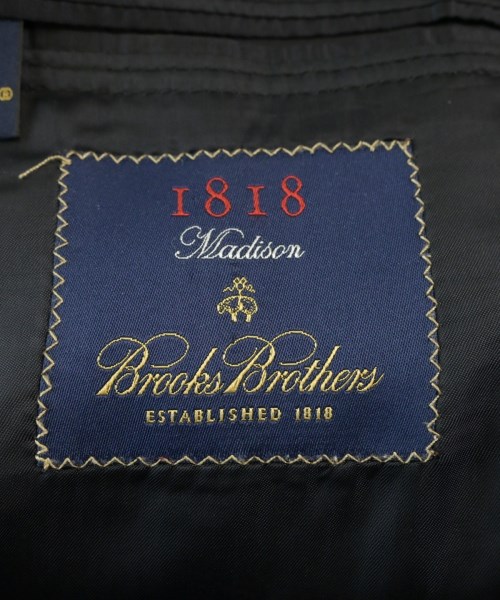 1818
Madison
Brooks Brothers
ESTABLISHED 1818